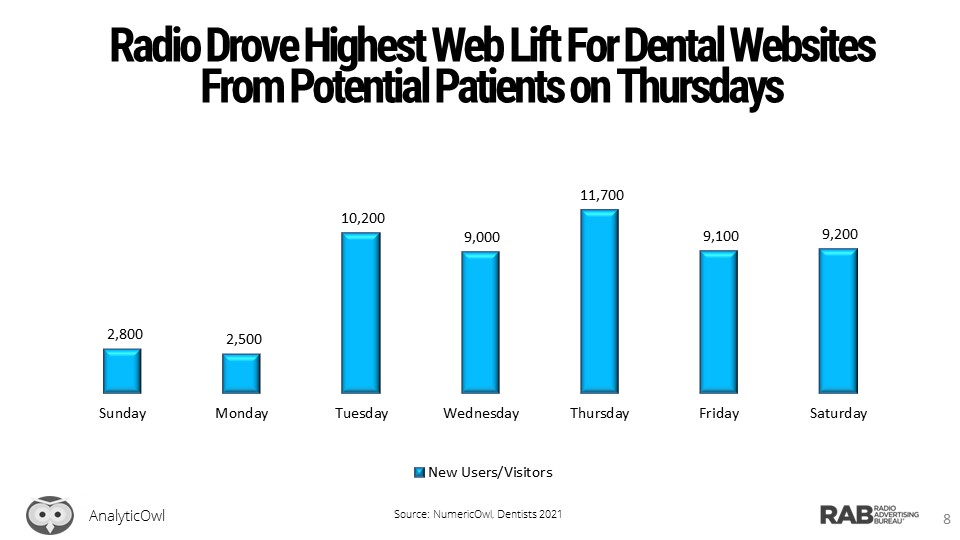 Radio Drove Highest Web Lift For Dental Websites
From Potential Patients on Thursdays
11,700
10,200
9,000
9,100
9,200
2,800
2,500
Sunday
Monday
Tuesday
Wednesday
Thursday
Friday
Saturday
New Users/Visitors
AnalyticOwl
Source: NumericOwl, Dentists 2021
RAB RADIO
ADVERTISING
BUREAU
8